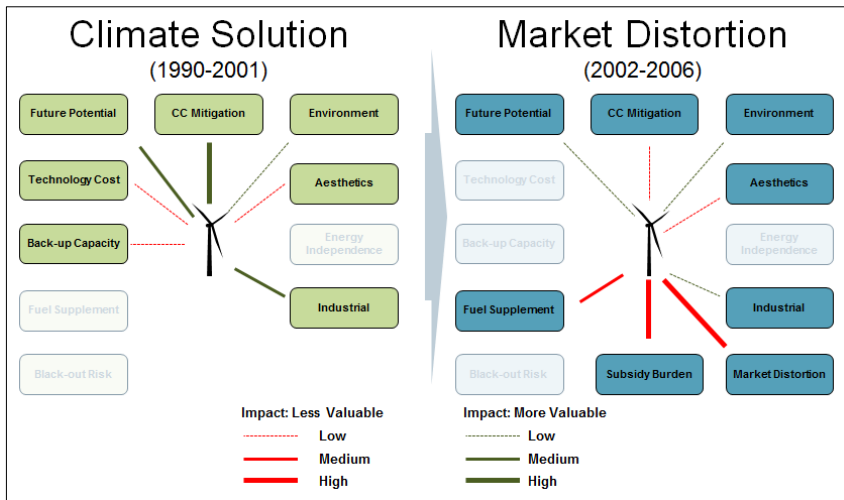 Climate Solution
(1990-2001)
Market Distortion
(2002-2006)
Future Potential
CC Mitigation
Environment
Technology Cost
Aesthetics
Back-up Capacity
Energy
Independence
Fuel Supplement
Industrial
Black-out Risk
Future Potential
CC Mitigation
Environment
Technology Cost
Aesthetics
Back-up Capacity
Energy
Independence
Fuel Supplement
Industrial
Black-out Risk
Subsidy Burden
Market Distortion
Impact: Less Valuable
Low
Medium
High
Impact: More Valuable
Low
Medium
High